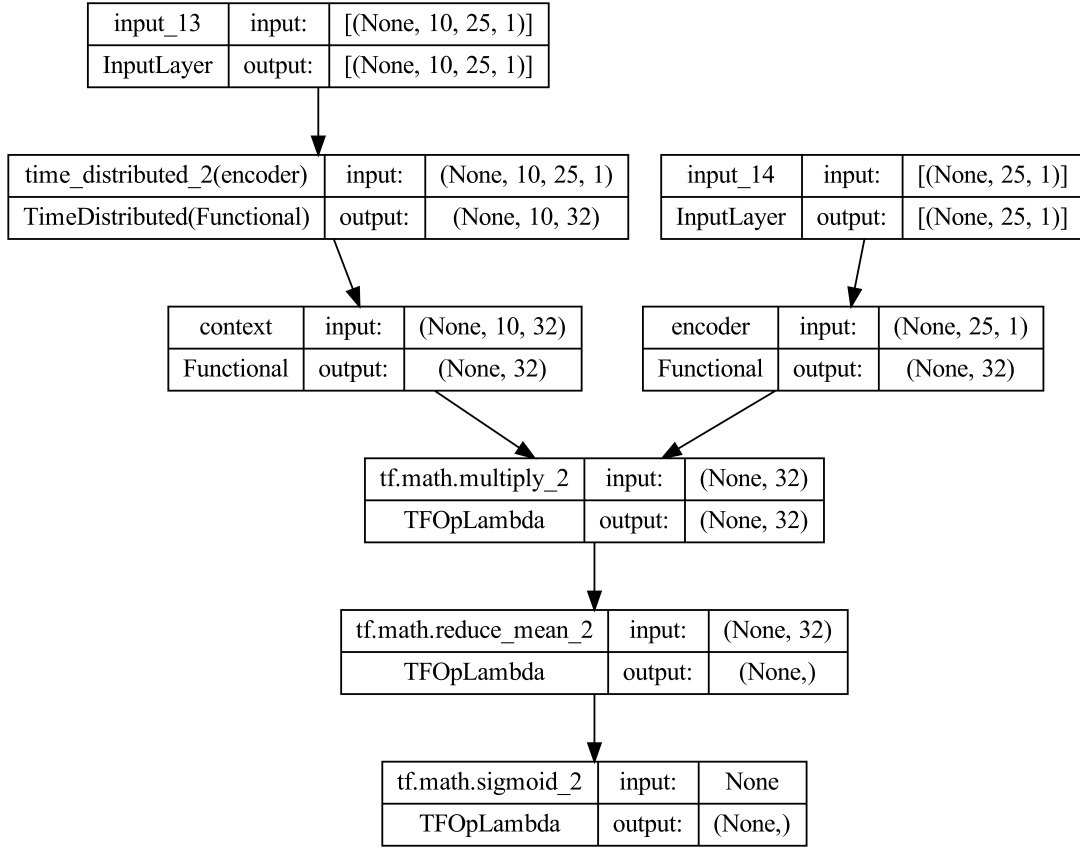 input_13 input: [(None, 10, 25, 1)]
InputLayer output: [(None, 10, 25, 1)]
time_distributed_2(encoder) input: (None, 10, 25, 1)
TimeDistributed(Functional) output: (None, 10, 32)
input_14 input: [(None, 25, 1)]
InputLayer output: [(None, 25, 1)]
context input: (None, 10, 32)
Functional output: (None, 32)
encoder input: (None, 25, 1)
Functional output: (None, 32)
tf.math.multiply_2 input: (None, 32)
TFOpLambda output: (None, 32)
tf.math.reduce_mean_2 input: (None, 32)
TFOpLambda output: (None,)
tf.math.sigmoid_2 input: None
TFOpLambda output: (None,)